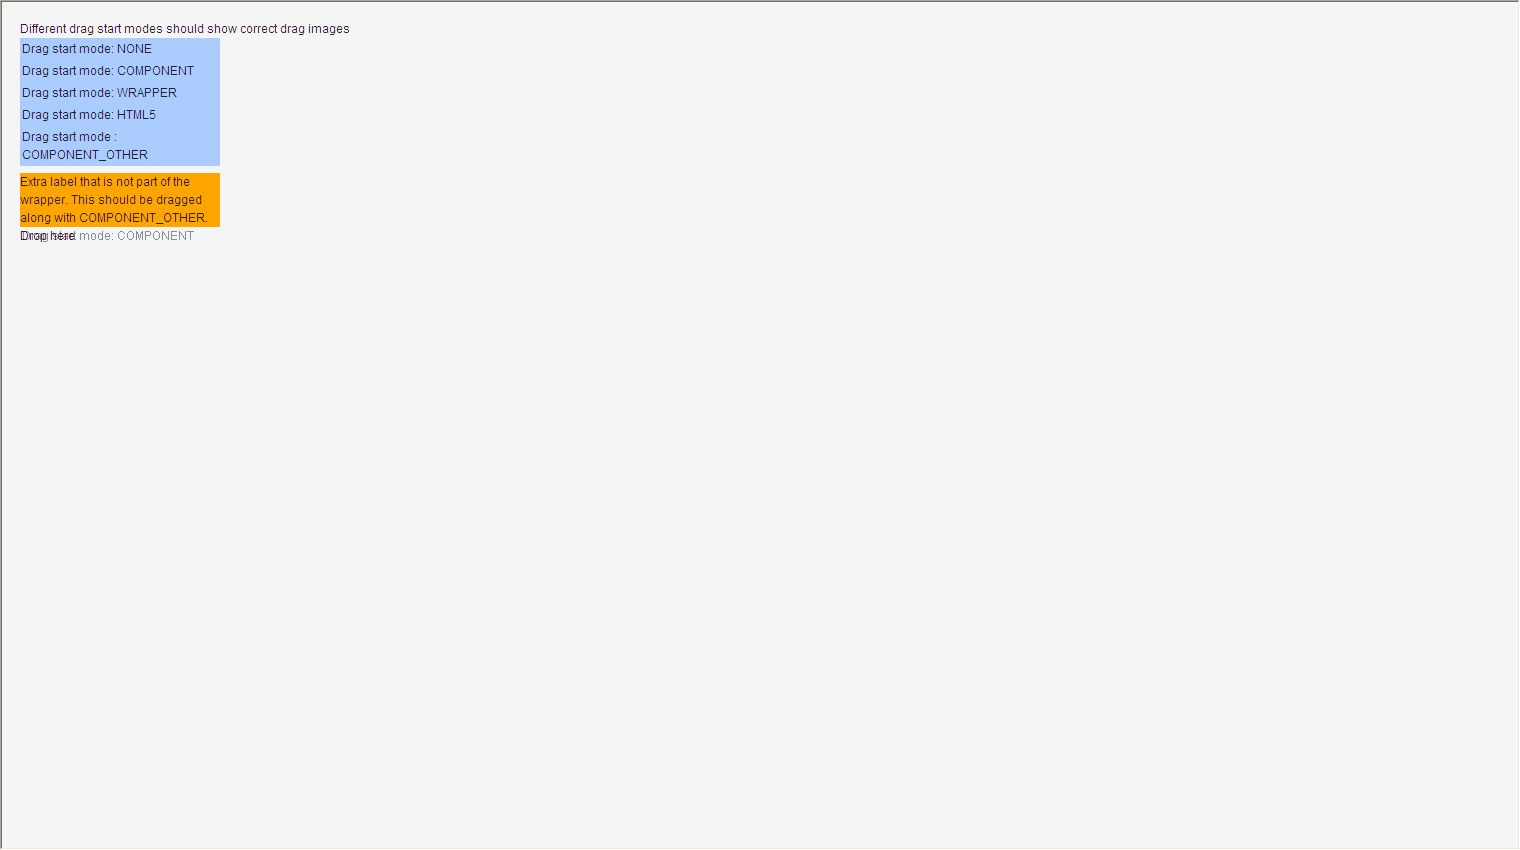 Different drag start modes should show correct drag images
Drag start mode: NONE
Drag start mode: COMPONENT
Drag start mode: WRAPPER
Drag start mode: HTML5
Drag start mode :
COMPONENT_OTHER
Extra label that is not part of the
wrapper. This should be dragged
along with COMPONENT_OTHER.
Drop here
Drag start mode: COMPONENT